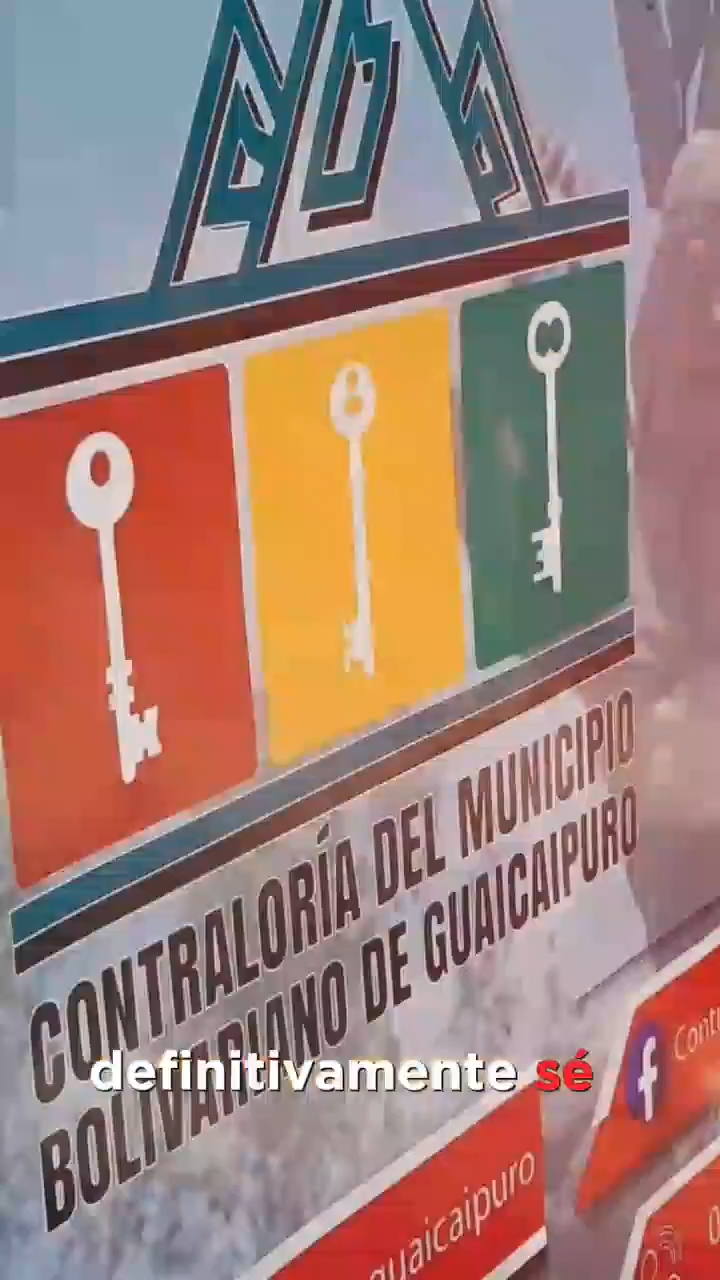 CONTRALORÍA DEL MUNICIPIO
BOLIVARIANO DE GUAICAIPURO
definitivamente sé
guaicaipuro